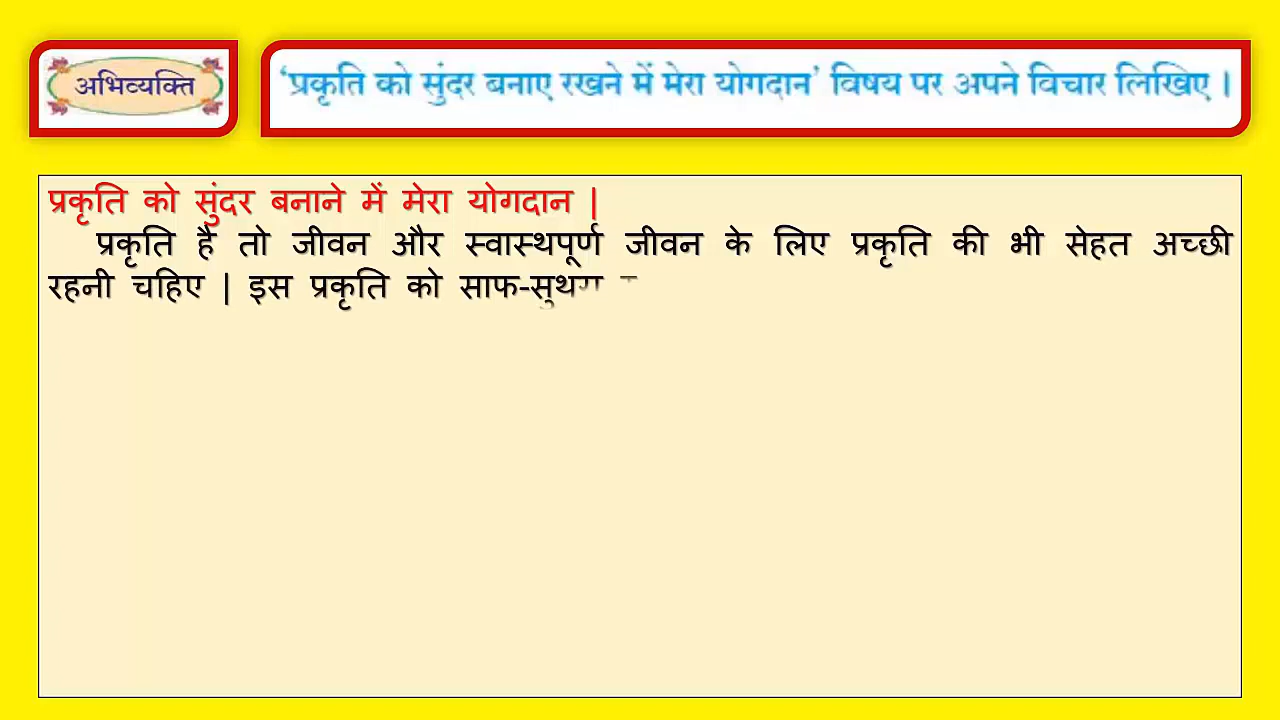 अभिव्यक्ति
‘प्रकृति को सुंदर बनाए रखने में मेरा योगदान’ विषय पर अपने विचार लिखिए ।
प्रकृति को सुंदर बनाने में मेरा योगदान |
प्रकृति है तो जीवन और स्वास्थपूर्ण जीवन के लिए प्रकृति की भी सेहत अच्छी
रहनी चहिए | इस प्रकृति को साफ-सुथरा